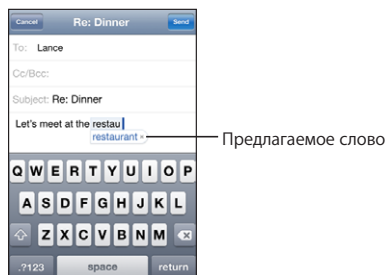 Cancel Re: Dinner Send
To: Lance
Cc/Bcc:
Subject: Re: Dinner
Let's meet at the restau
restaurant ×
Предлагаемое слово
Q W E R T Y U I O P
A S D F G H J K L
Z X C V B N M
.?123 space return